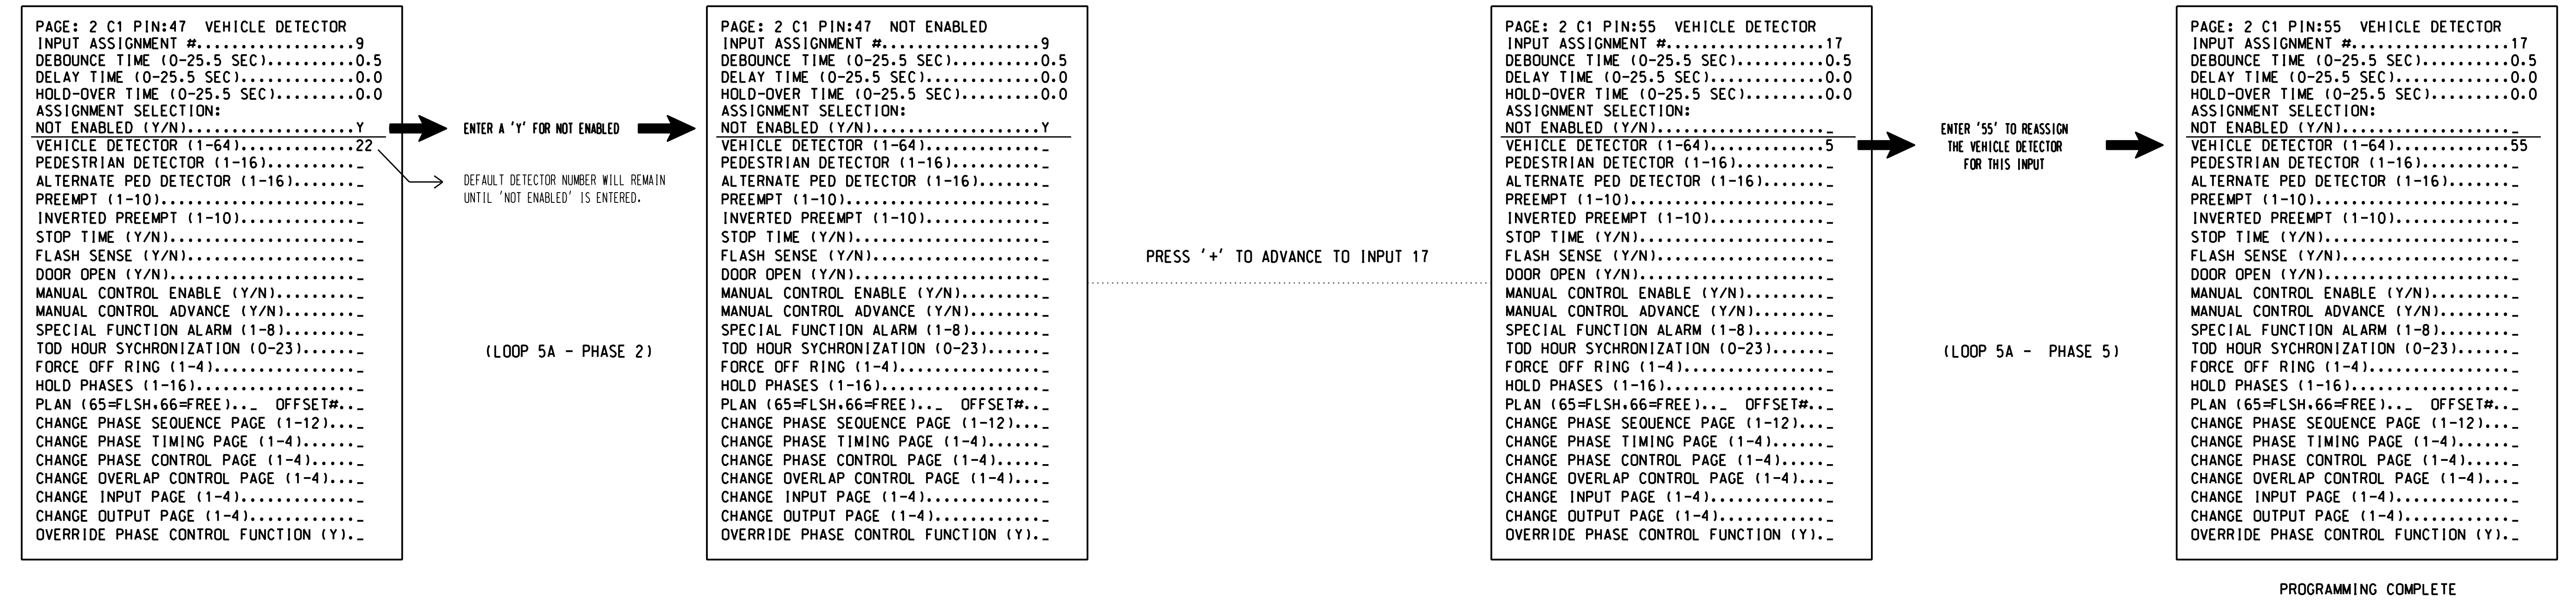 PAGE: 2 C1 PIN:47 VEHICLE DETECTOR
INPUT ASSIGNMENT #..................9
DEBOUNCE TIME (0-25.5 SEC).........0.5
DELAY TIME (0-25.5 SEC)............0.0
HOLD-OVER TIME (0-25.5 SEC).........0.0
ASSIGNMENT SELECTION:
NOT ENABLED (Y/N)...................Y
VEHICLE DETECTOR (1-64)............22
PEDESTRIAN DETECTOR (1-16)........._
ALTERNATE PED DETECTOR (1-16)......._
PREEMPT (1-10)......................_
INVERTED PREEMPT (1-10)............._
STOP TIME (Y/N)....................._
FLASH SENSE (Y/N)..................._
DOOR OPEN (Y/N)....................._
MANUAL CONTROL ENABLE (Y/N)........._
MANUAL CONTROL ADVANCE (Y/N)........_
SPECIAL FUNCTION ALARM (1-8)........_
TOD HOUR SYCHRONIZATION (0-23)......_
FORCE OFF RING (1-4)................_
HOLD PHASES (1-16).................._
PLAN (65=FLSH,66=FREE).._ OFFSET#.._
CHANGE PHASE SEQUENCE PAGE (1-12)..._
CHANGE PHASE TIMING PAGE (1-4)......_
CHANGE PHASE CONTROL PAGE (1-4)....._
CHANGE OVERLAP CONTROL PAGE (1-4)..._
CHANGE INPUT PAGE (1-4)............._
CHANGE OUTPUT PAGE (1-4)............_
OVERRIDE PHASE CONTROL FUNCTION (Y)._
ENTER A 'Y' FOR NOT ENABLED
DEFAULT DETECTOR NUMBER WILL REMAIN
UNTIL 'NOT ENABLED' IS ENTERED.
(LOOP 5A - PHASE 2)
PAGE: 2 C1 PIN:47 NOT ENABLED
INPUT ASSIGNMENT #..................9
DEBOUNCE TIME (0-25.5 SEC).........0.5
DELAY TIME (0-25.5 SEC)............0.0
HOLD-OVER TIME (0-25.5 SEC).........0.0
ASSIGNMENT SELECTION:
NOT ENABLED (Y/N)...................Y
VEHICLE DETECTOR (1-64)............._
PEDESTRIAN DETECTOR (1-16)........._
ALTERNATE PED DETECTOR (1-16)......._
PREEMPT (1-10)......................_
INVERTED PREEMPT (1-10)............._
STOP TIME (Y/N)....................._
FLASH SENSE (Y/N)..................._
DOOR OPEN (Y/N)....................._
MANUAL CONTROL ENABLE (Y/N)........._
MANUAL CONTROL ADVANCE (Y/N)........_
SPECIAL FUNCTION ALARM (1-8)........_
TOD HOUR SYCHRONIZATION (0-23)......_
FORCE OFF RING (1-4)................_
HOLD PHASES (1-16).................._
PLAN (65=FLSH,66=FREE).._ OFFSET#.._
CHANGE PHASE SEQUENCE PAGE (1-12)..._
CHANGE PHASE TIMING PAGE (1-4)......_
CHANGE PHASE CONTROL PAGE (1-4)....._
CHANGE OVERLAP CONTROL PAGE (1-4)..._
CHANGE INPUT PAGE (1-4)............._
CHANGE OUTPUT PAGE (1-4)............_
OVERRIDE PHASE CONTROL FUNCTION (Y)._
PRESS '+' TO ADVANCE TO INPUT 17
PAGE: 2 C1 PIN:55 VEHICLE DETECTOR
INPUT ASSIGNMENT #..................17
DEBOUNCE TIME (0-25.5 SEC).........0.5
DELAY TIME (0-25.5 SEC)............0.0
HOLD-OVER TIME (0-25.5 SEC).........0.0
ASSIGNMENT SELECTION:
NOT ENABLED (Y/N)..................._
VEHICLE DETECTOR (1-64).............5
PEDESTRIAN DETECTOR (1-16)........._
ALTERNATE PED DETECTOR (1-16)......._
PREEMPT (1-10)......................_
INVERTED PREEMPT (1-10)............._
STOP TIME (Y/N)....................._
FLASH SENSE (Y/N)..................._
DOOR OPEN (Y/N)....................._
MANUAL CONTROL ENABLE (Y/N)........._
MANUAL CONTROL ADVANCE (Y/N)........_
SPECIAL FUNCTION ALARM (1-8)........_
TOD HOUR SYCHRONIZATION (0-23)......_
FORCE OFF RING (1-4)................_
HOLD PHASES (1-16).................._
PLAN (65=FLSH,66=FREE).._ OFFSET#.._
CHANGE PHASE SEQUENCE PAGE (1-12)..._
CHANGE PHASE TIMING PAGE (1-4)......_
CHANGE PHASE CONTROL PAGE (1-4)....._
CHANGE OVERLAP CONTROL PAGE (1-4)..._
CHANGE INPUT PAGE (1-4)............._
CHANGE OUTPUT PAGE (1-4)............_
OVERRIDE PHASE CONTROL FUNCTION (Y)._
ENTER '55' TO REASSIGN
THE VEHICLE DETECTOR
FOR THIS INPUT
(LOOP 5A - PHASE 5)
PAGE: 2 C1 PIN:55 VEHICLE DETECTOR
INPUT ASSIGNMENT #..................17
DEBOUNCE TIME (0-25.5 SEC).........0.5
DELAY TIME (0-25.5 SEC)............0.0
HOLD-OVER TIME (0-25.5 SEC).........0.0
ASSIGNMENT SELECTION:
NOT ENABLED (Y/N)..................._
VEHICLE DETECTOR (1-64)............55
PEDESTRIAN DETECTOR (1-16)........._
ALTERNATE PED DETECTOR (1-16)......._
PREEMPT (1-10)......................_
INVERTED PREEMPT (1-10)............._
STOP TIME (Y/N)....................._
FLASH SENSE (Y/N)..................._
DOOR OPEN (Y/N)....................._
MANUAL CONTROL ENABLE (Y/N)........._
MANUAL CONTROL ADVANCE (Y/N)........_
SPECIAL FUNCTION ALARM (1-8)........_
TOD HOUR SYCHRONIZATION (0-23)......_
FORCE OFF RING (1-4)................_
HOLD PHASES (1-16).................._
PLAN (65=FLSH,66=FREE).._ OFFSET#.._
CHANGE PHASE SEQUENCE PAGE (1-12)..._
CHANGE PHASE TIMING PAGE (1-4)......_
CHANGE PHASE CONTROL PAGE (1-4)....._
CHANGE OVERLAP CONTROL PAGE (1-4)..._
CHANGE INPUT PAGE (1-4)............._
CHANGE OUTPUT PAGE (1-4)............_
OVERRIDE PHASE CONTROL FUNCTION (Y)._
PROGRAMMING COMPLETE